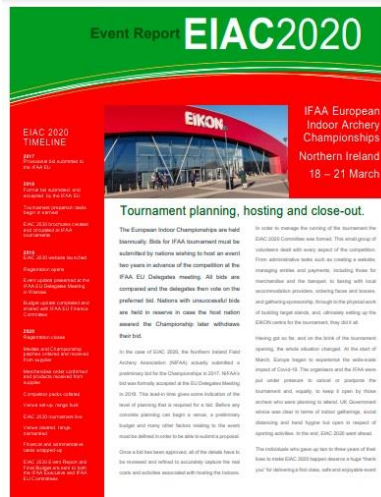 Event Report EIAC2020
EIKON
IFAA European
Indoor Archery
Championships
Northern Ireland
18 – 21 March
EIAC 2020
TIMELINE
2017
Provisional bid submitted to
the IFAA EU
2018
Formal bid submitted and
accepted by the IFAA EU
Tournament preparation tasks
begin in earnest
EIAC 2020 brochures created
and circulated at IFAA
tournaments
2019
EIAC 2020 website launched
Registration opens
Event update presented at the
IFAA EU Delegates Meeting
Budget update completed and
shared with IFAA EU Finance
Committee
2020
Registration closes
Medals and Championship
patches ordered and received
from supplier
Merchandise order confirmed
and products received from
supplier
Competitor packs ordered
Venue set-up, range built
EIAC 2020 tournament live
Venue cleared, range
dismantled
Financial and administrative
tasks wrapped up
EIAC 2020 Event Report and
Final Budget are sent to both
the IFAA Executive and IFAA
EU Committees
Tournament planning, hosting and close-out.
The European Indoor Championships are held
biennually. Bids for IFAA tournament must be
submitted by nations wishing to host an event
two years in advance of the competition at the
IFAA EU Delegates meeting. All bids are
compared and the delegates then vote on the
preferred bid. Nations with unsuccessful bids
are held in reserve in case the host nation
awarded the Championship later withdraws
their bid.
In the case of EIAC 2020, the Northern Ireland Field
Archery Association (NIFAA) actually submitted a
preliminary bid for the Championships in 2017. NIFAA's
bid was formally accepted at the EU Delegates Meeting
in 2018. This lead-in time gives some indication of the
level of planning that is required for a bid. Before any
concrete planning can begin a venue, a preliminary
budget and many other factors relating to the event
must be defined in order to be able to submit a proposal.
Once a bid has been approved, all of the details have to
be reviewed and refined to accurately capture the real
costs and activities associated with hosting the
In order to manage the running of the tournament the
EIAC 2020 Committee was formed. This small group of
volunteers dealt with every aspect of the competition.
From administrative tasks such as creating a website,
managing entries and payments, including those for
merchandise and the banquet, to liaising with local
accommodation providers, ordering faces and bosses,
and gathering sponsorship, through to the physical work
of building target stands, and, ultimately setting up the
EIKON centre for the tournament, they did it all.
Having got so far, and on the brink of the tournament
opening, the whole situation changed. At the start of
March, Europe began to experience the wide-scale
impact of Covid-19. The organisers and the IFAA were
put under pressure to cancel or postpone the
tournament and, equally, to keep it open by those
archers who were planning to attend. UK Government
advice was clear in terms of indoor gatherings, social
distancing and hand hygiene but open in respect of
sporting activities. In the end, EIAC 2020 went ahead.
The individuals who gave up two to three years of their
lives to make EIAC 2020 happen deserve a huge "thank
you" for delivering a first class, safe and enjoyable event